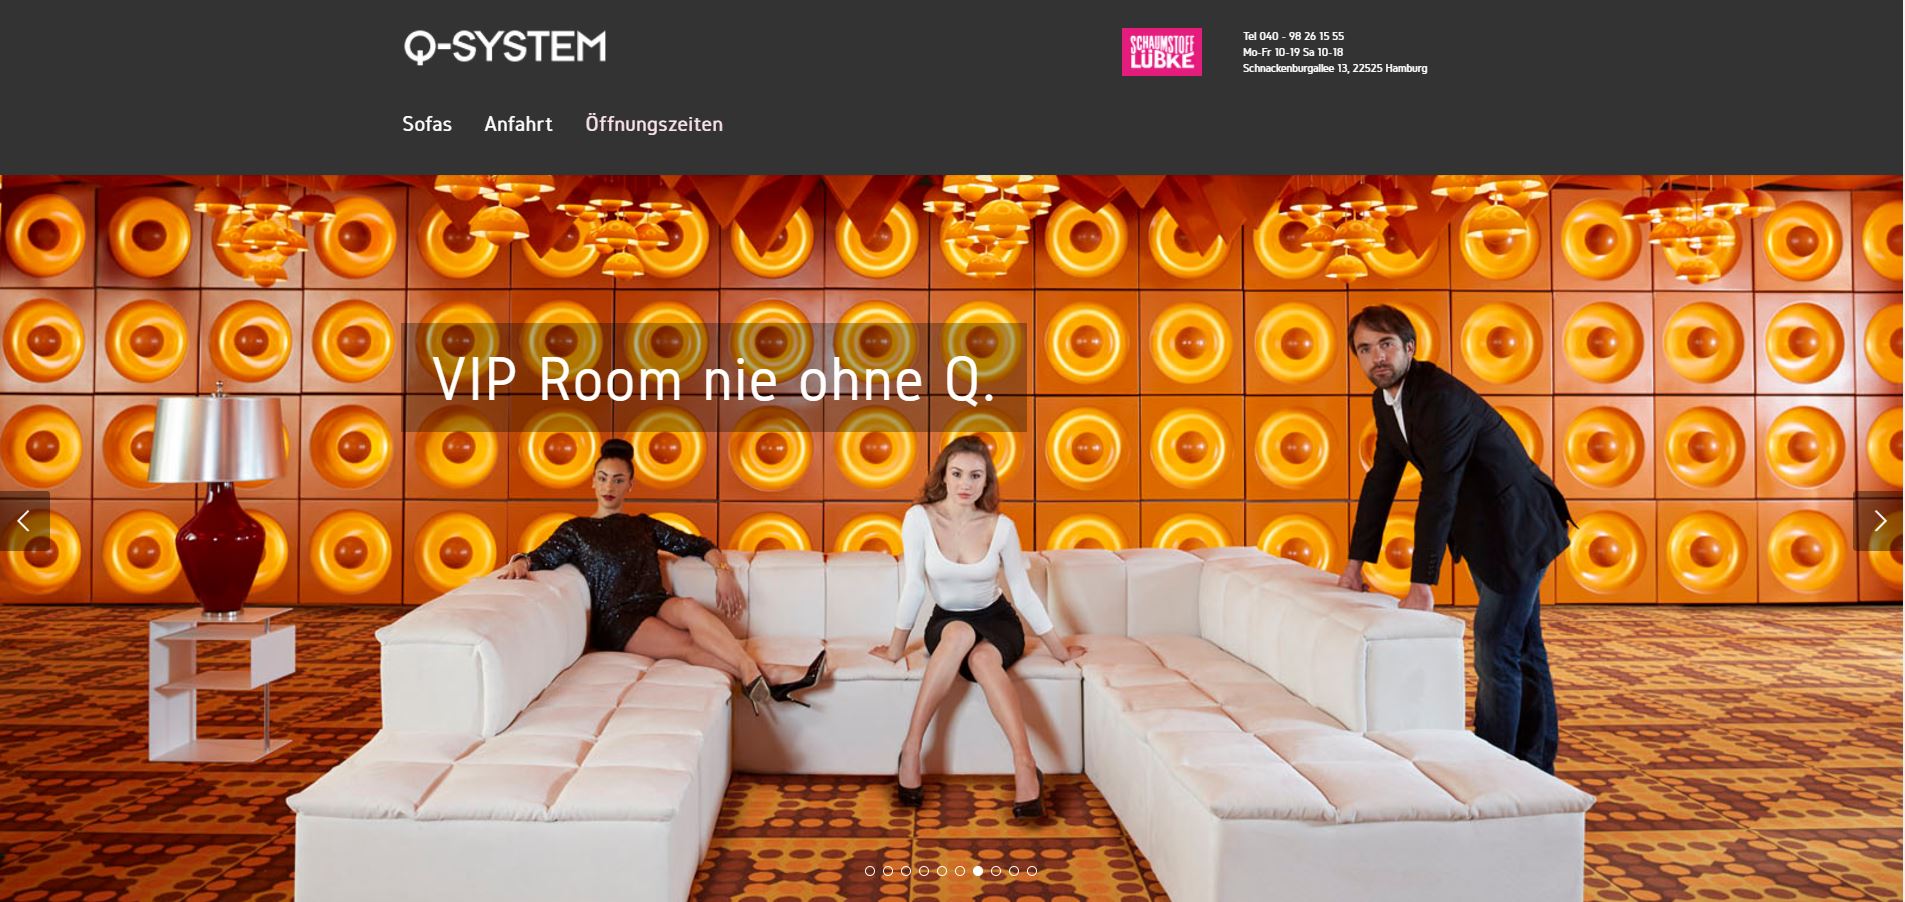 Q-SYSTEM
SCHAUMSTOFF
LÜBKE
Tel 040 - 98 26 15 55
Mo-Fr 10-19 Sa 10-18
Schnackenburgallee 13, 22525 Hamburg
Sofas Anfahrt Öffnungszeiten
VIP Room nie ohne Q.